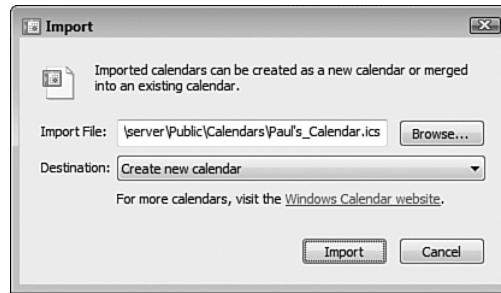 Import
Imported calendars can be created as a new calendar or merged
into an existing calendar.
Import File: \server\Public\Calendars\Paul's_Calendar.ics Browse...
Destination: Create new calendar
For more calendars, visit the Windows Calendar website.
Import Cancel